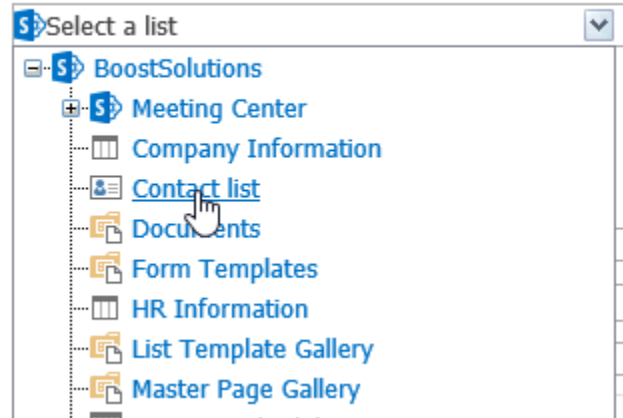 Select a list
BoostSolutions
Meeting Center
Company Information
Contact list
Documents
Form Templates
HR Information
List Template Gallery
Master Page Gallery